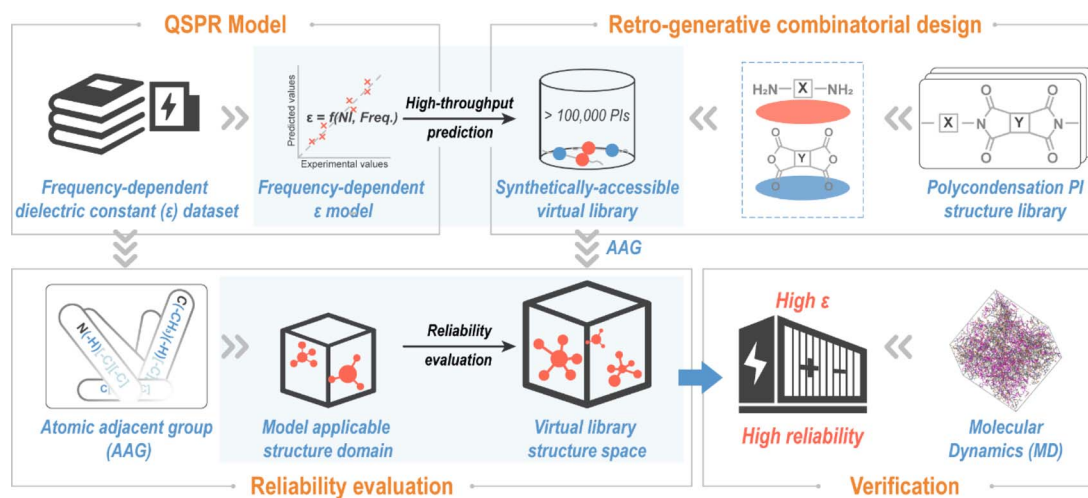 QSPR Model
Retro-generative combinatorial design
Predicted values
ε = f(NI, Freq.)
Experimental values
High-throughput
prediction
> 100,000 PIs
H₂N
X
NH₂
O
O
O
Y
O
O
O
X
N
O
O
Y
O
O
N
Frequency-dependent
dielectric constant (ε) dataset
Frequency-dependent
ε model
Synthetically-accessible
virtual library
Polycondensation PI
structure library
AAG
N(-H)[-C][-C]
C(-CH₃)(-H)
Reliability
evaluation
High ε
High reliability
Atomic adjacent group
(AAG)
Model applicable
structure domain
Virtual library
structure space
Molecular
Dynamics (MD)
Reliability evaluation
Verification